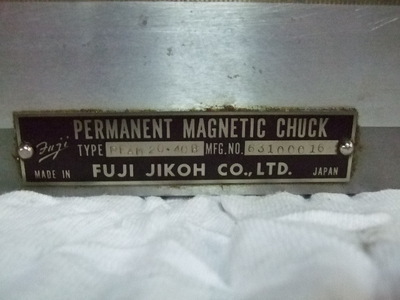 PERMANENT MAGNETIC CHUCK
Fuji TYPE MFG.NO.
MADE IN FUJI JIKOH CO.,LTD. JAPAN